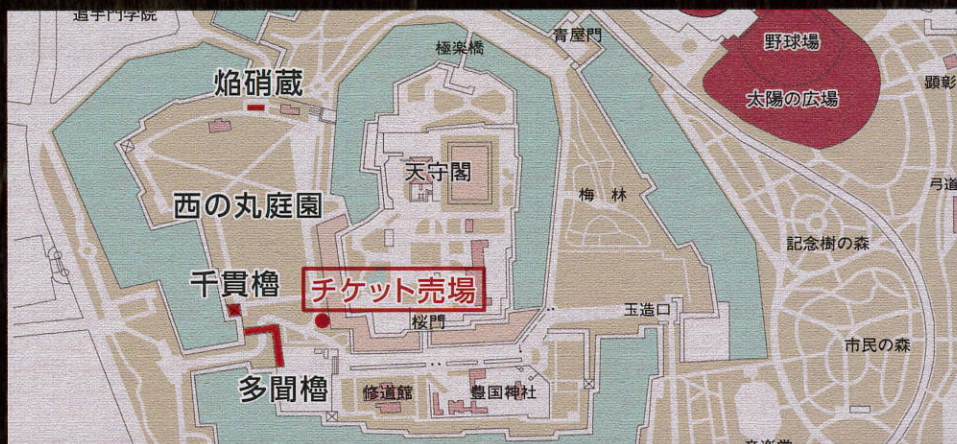 追手門学院
極楽橋
青屋門
野球場
太陽の広場
顕彰
焔硝蔵
天守閣
梅 林
弓道
西の丸庭園
記念樹の森
千貫櫓
チケット売場
桜門
玉造口
市民の森
多聞櫓
修道館
豊国神社
音楽堂